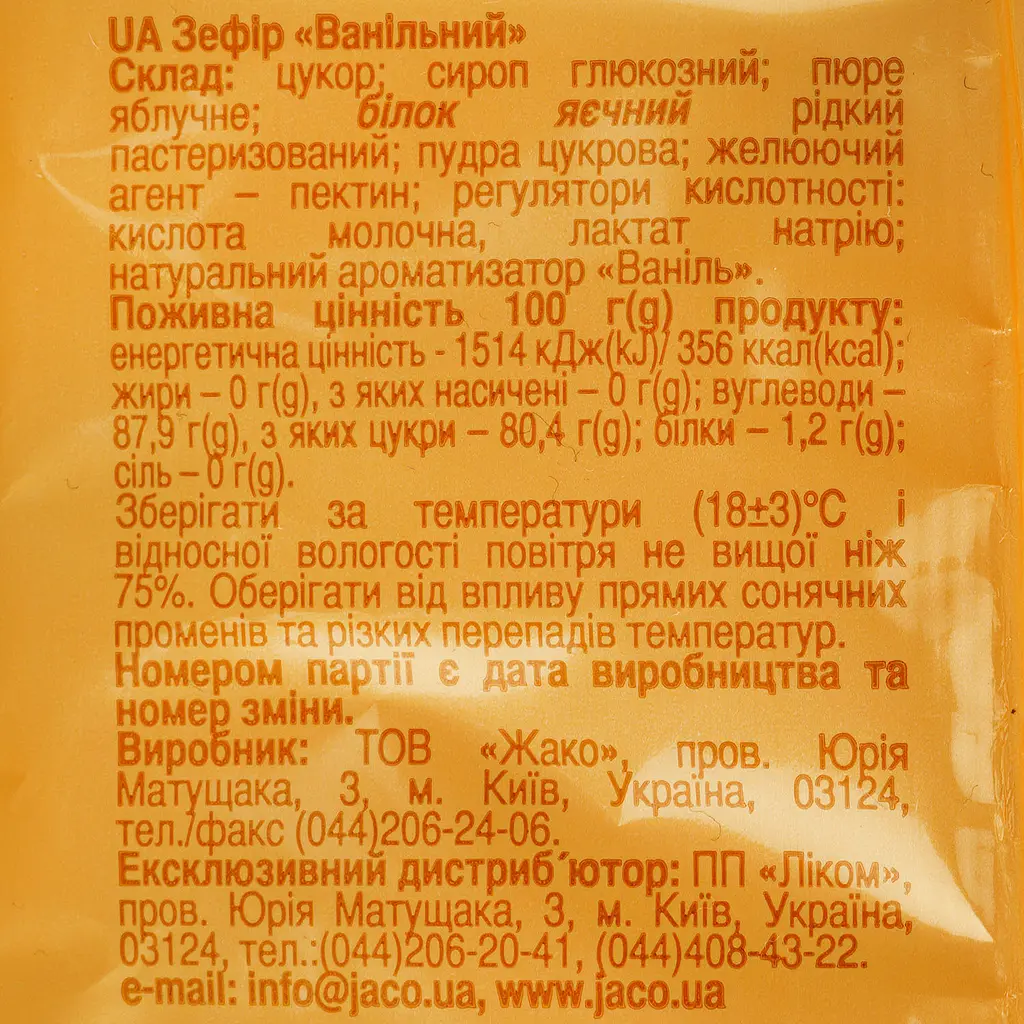 UA Зефір «Ванільний»
Склад: цукор; сироп глюкозний; пюре
яблучне; білок яєчний рідкий
пастеризований; пудра цукрова; желюючий
агент – пектин; регулятори кислотності:
кислота молочна, лактат натрію;
натуральний ароматизатор «Ваніль».
Поживна цінність 100 г(g) продукту:
енергетична цінність - 1514 кДж(kJ)/ 356 ккал(kcal);
жири – 0 г(g), з яких насичені – 0 г(g); вуглеводи –
87,9 г(g), з яких цукри – 80,4 г(g); білки – 1,2 г(g);
сіль – 0 г(g).
Зберігати за температури (18±3)°С і
відносної вологості повітря не вищої ніж
75%. Оберігати від впливу прямих сонячних
променів та різких перепадів температур.
Номером партії є дата виробництва та
номер зміни.
Виробник: ТОВ «Жако», пров. Юрія
Матущака, 3, м. Київ, Україна, 03124,
тел./факс (044)206-24-06.
Ексклюзивний дистриб´ютор: ПП «Ліком»,
пров. Юрія Матущака, 3, м. Київ, Україна,
03124, тел.:(044)206-20-41, (044)408-43-22.
e-mail: info@jaco.ua, www.jaco.ua